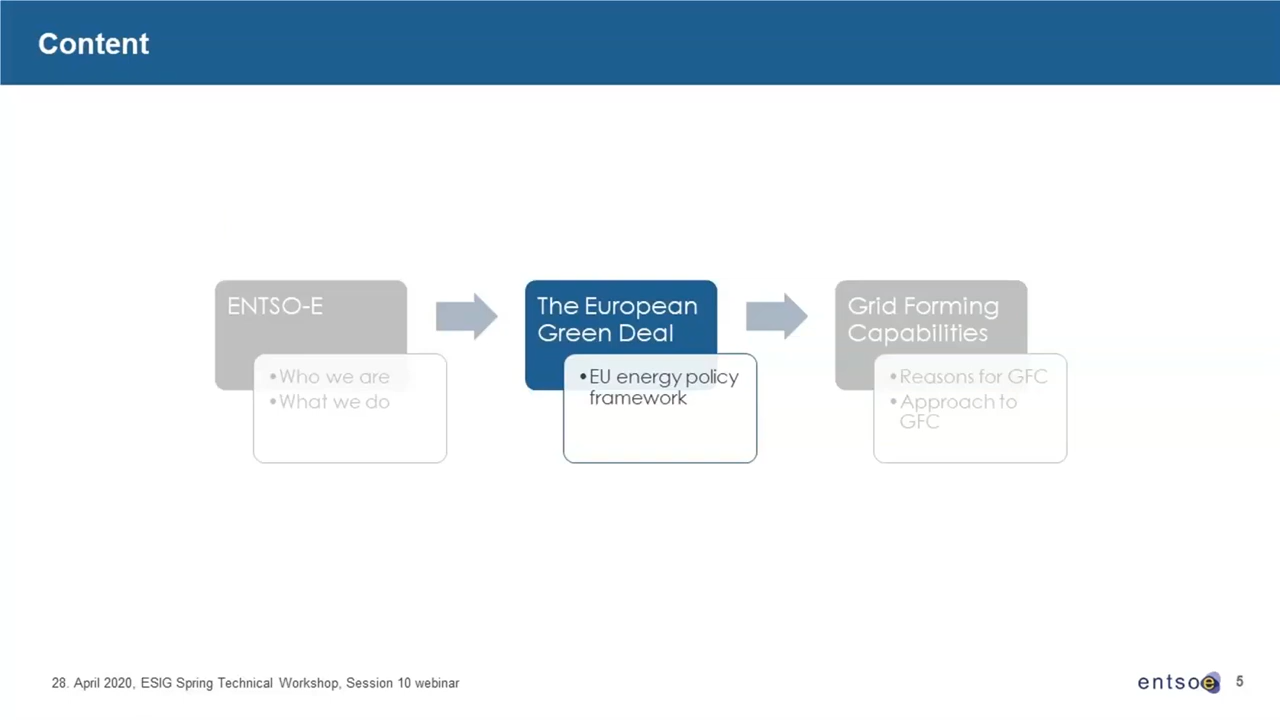 Content
ENTSO-E
•Who we are
•What we do
The European
Green Deal
•EU energy policy
framework
Grid Forming
Capabilities
•Reasons for GFC
•Approach to
GFC
28. April 2020, ESIG Spring Technical Workshop, Session 10 webinar
entsoe
5